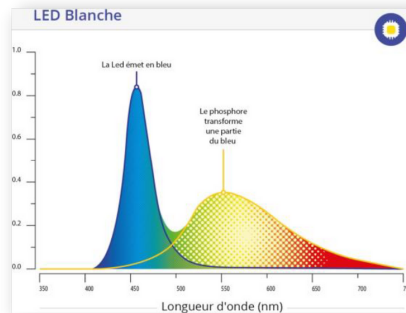 LED Blanche
La Led émet en bleu
Le phosphore
transforme
une partie
du bleu
1.0
0.8
0.6
0.4
0.2
0.0
350 400 450 500 550 600 650 700
Longueur d'onde (nm)